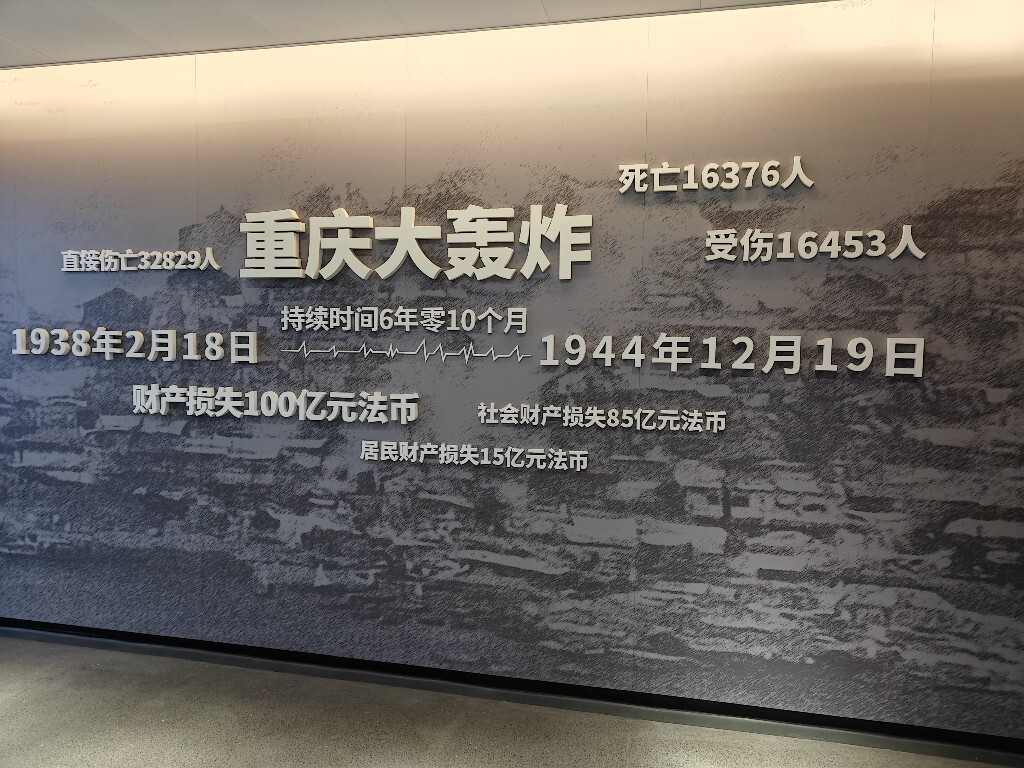 死亡16376人
重庆大轰炸
受伤16453人
直接伤亡32829人
持续时间6年零10个月
1938年2月18日
1944年12月19日
财产损失100亿元法币
社会财产损失85亿元法币
居民财产损失15亿元法币